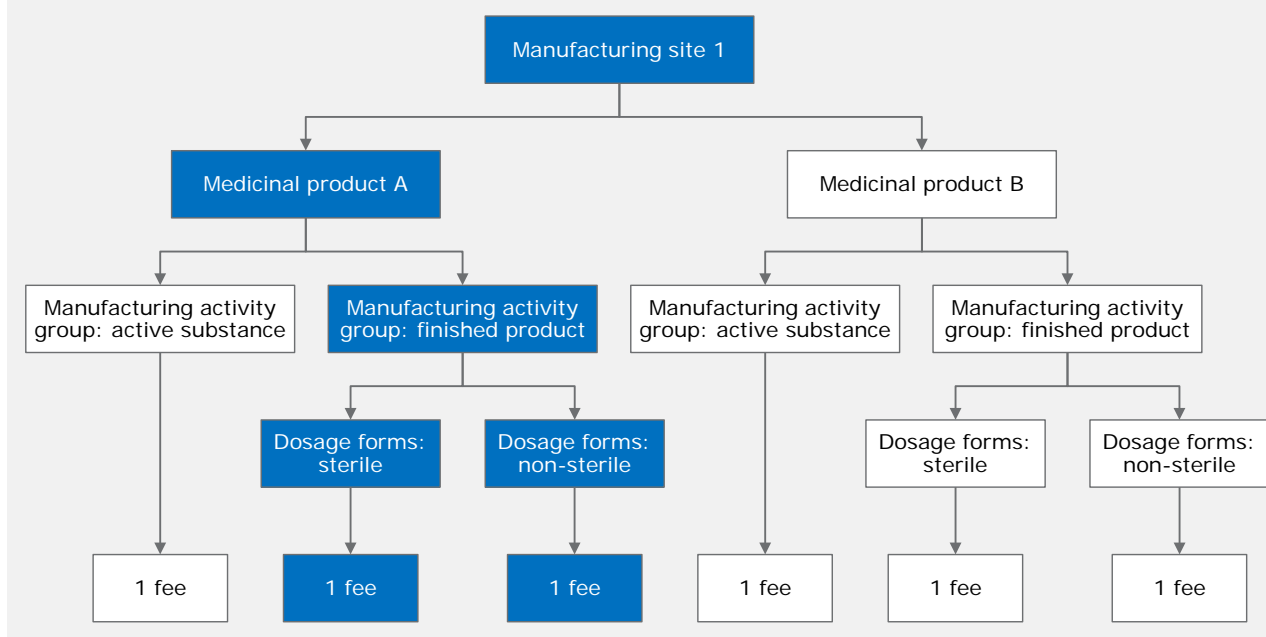 Manufacturing site 1
Medicinal product A
Medicinal product B
Manufacturing activity
group: active substance
Manufacturing activity
group: finished product
Manufacturing activity
group: active substance
Manufacturing activity
group: finished product
Dosage forms:
sterile
Dosage forms:
non-sterile
Dosage forms:
sterile
Dosage forms:
non-sterile
1 fee
1 fee
1 fee
1 fee
1 fee
1 fee